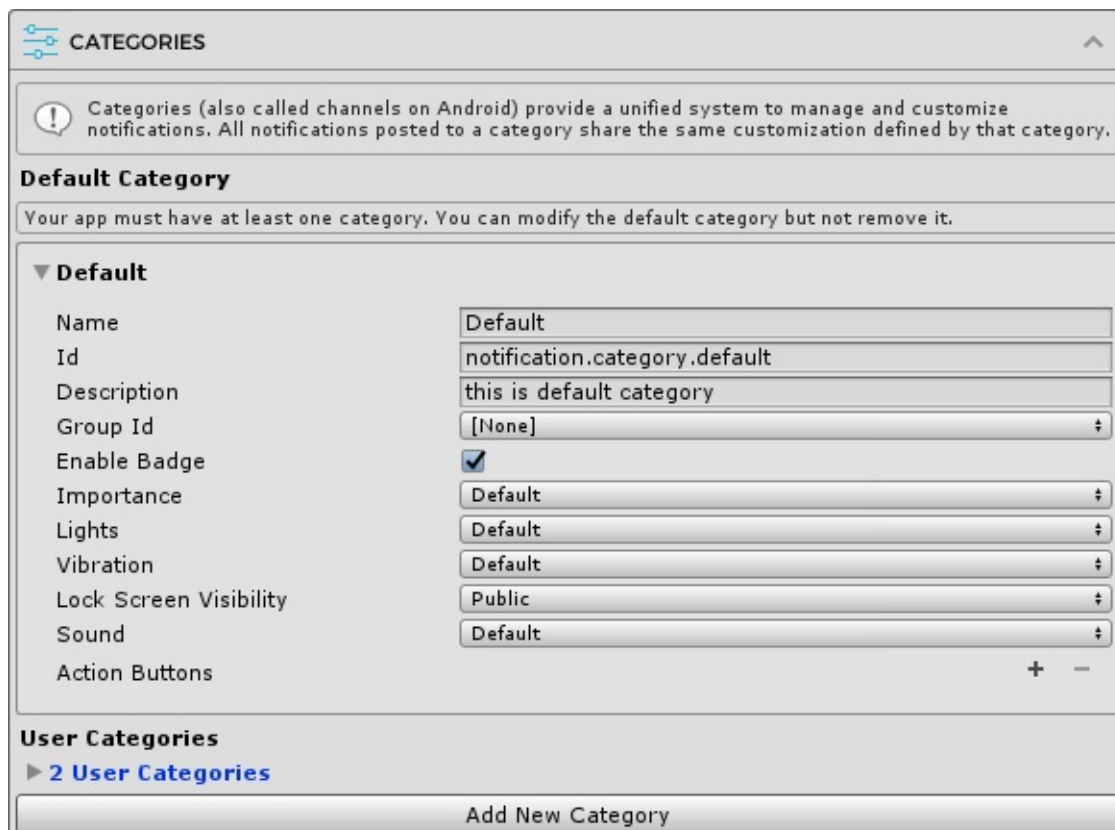 CATEGORIES
Categories (also called channels on Android) provide a unified system to manage and customize
notifications. All notifications posted to a category share the same customization defined by that category.
Default Category
Your app must have at least one category. You can modify the default category but not remove it.
Default
Name Default
Id notification.category.default
Description this is default category
Group Id [None]
Enable Badge
Importance Default
Lights Default
Vibration Default
Lock Screen Visibility Public
Sound Default
Action Buttons + −
User Categories
2 User Categories
Add New Category